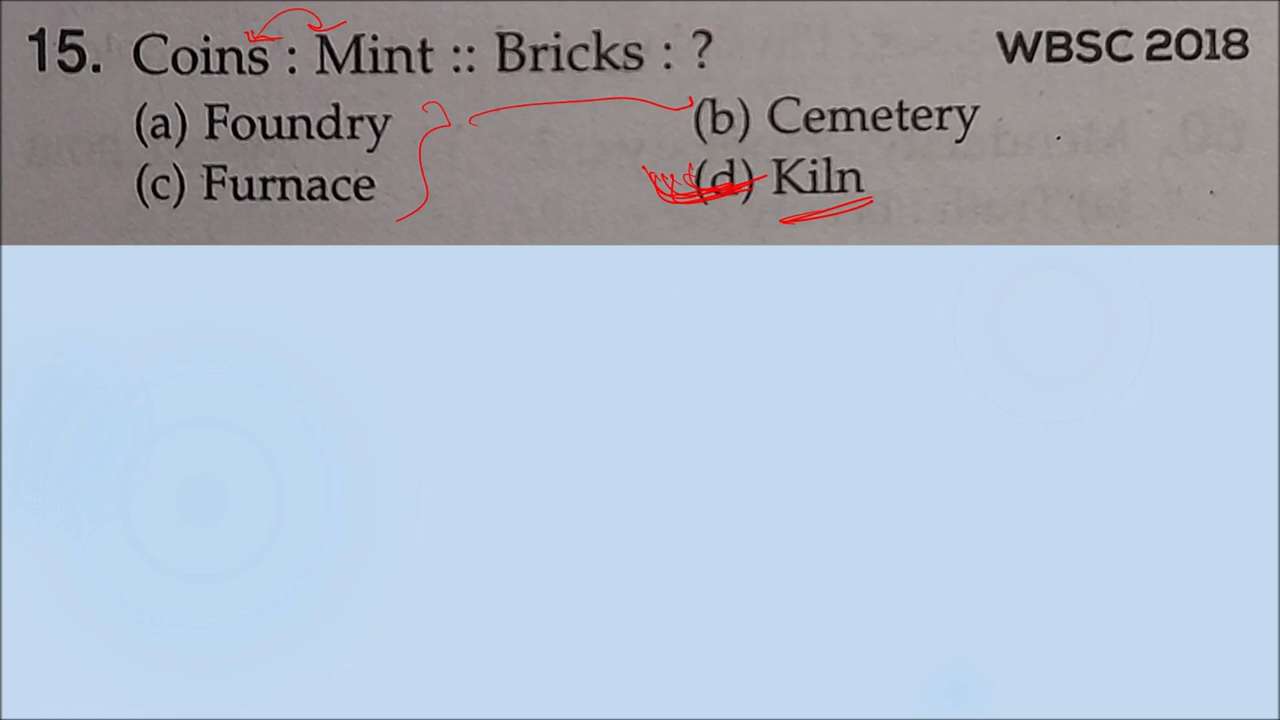 15. Coins : Mint :: Bricks : ? WBSC 2018
(a) Foundry (b) Cemetery
(c) Furnace (d) Kiln